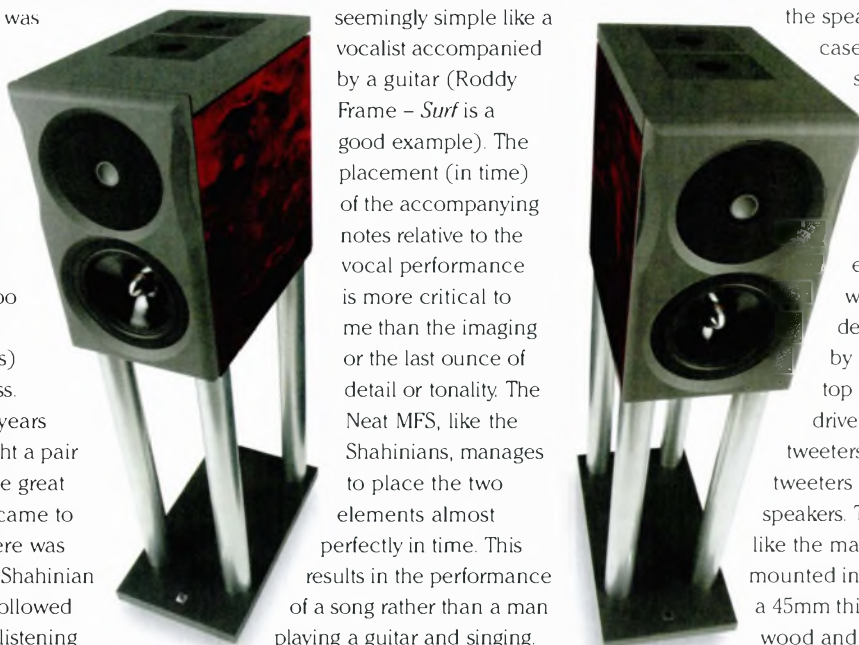 was
oo
s)
ss.
years
ht a pair
e great
came to
ere was
Shahinian
ollowed
listening
seemingly simple like a
vocalist accompanied
by a guitar (Roddy
Frame – Surf is a
good example). The
placement (in time)
of the accompanying
notes relative to the
vocal performance
is more critical to
me than the imaging
or the last ounce of
detail or tonality. The
Neat MFS, like the
Shahinians, manages
to place the two
elements almost
perfectly in time. This
results in the performance
of a song rather than a man
playing a guitar and singing.
the spea
case
s
e
w
de
by
top
drive
tweeters
tweeters
speakers. T
like the ma
mounted in
a 45mm thi
wood and